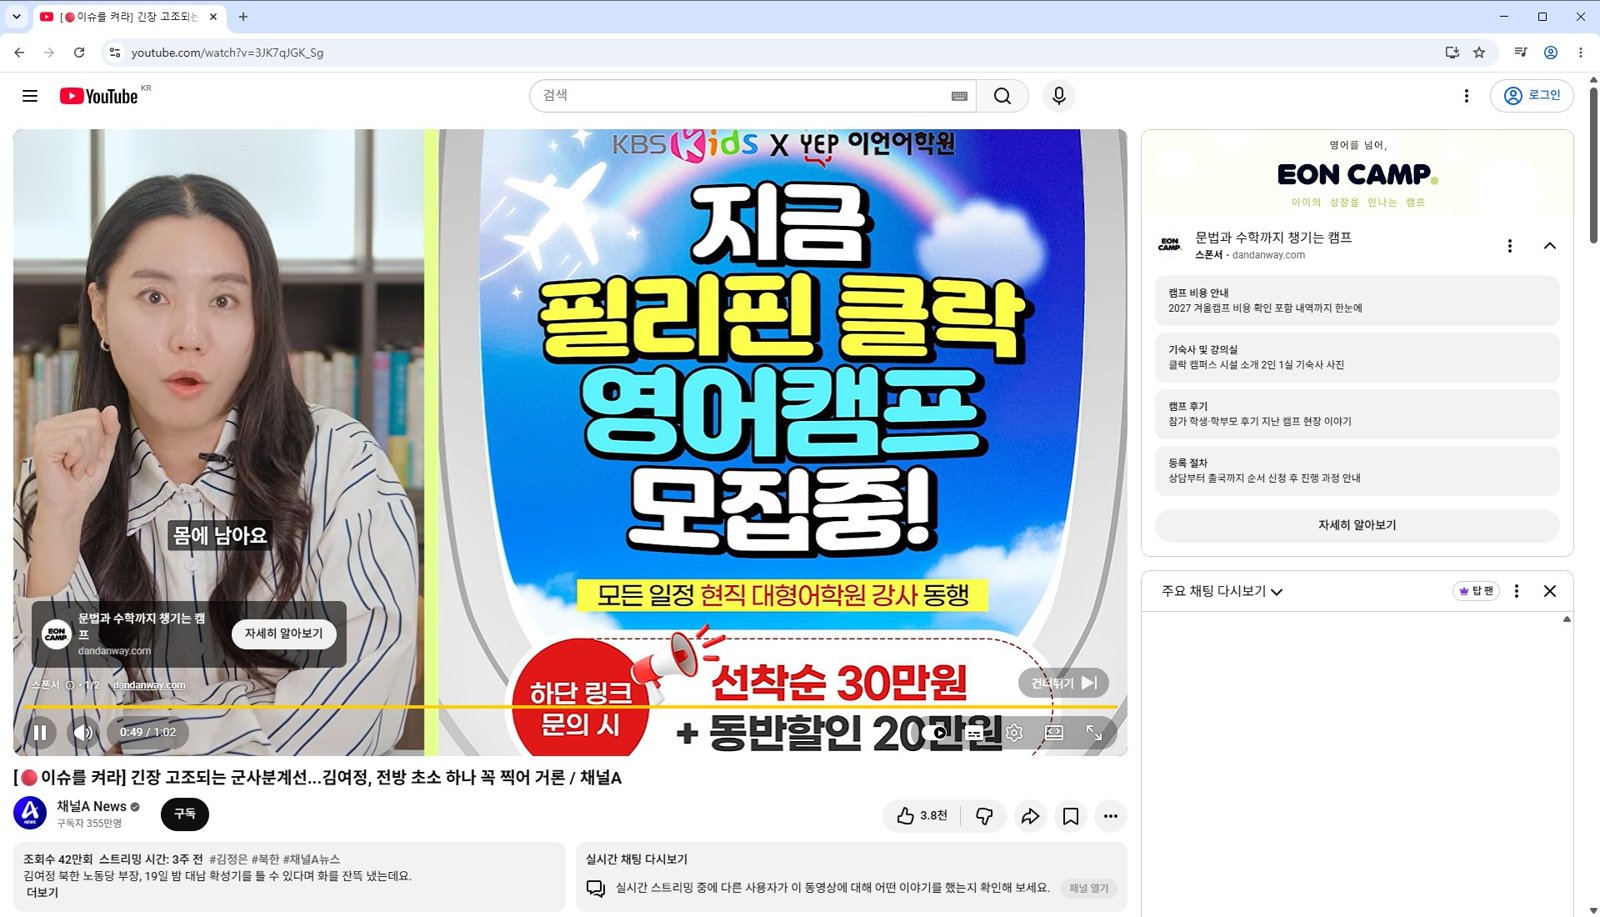 [🔴이슈를 켜라] 긴장 고조되는
youtube.com/watch?v=3JK7qJGK_Sg
YouTube KR
검색
로그인
KBS Kids X YEP 이언어학원
지금
필리핀 클락
영어캠프
모집중!
모든 일정 현직 대형어학원 강사 동행
하단 링크
문의 시
선착순 30만원
+ 동반할인 20만원
몸에 남아요
EON CAMP.
문법과 수학까지 챙기는 캠
프
dandanway.com
자세히 알아보기
스폰서 · 1/2 dandanway.com
건너뛰기
0:49 / 1:02
[🔴이슈를 켜라] 긴장 고조되는 군사분계선...김여정, 전방 초소 하나 꼭 찍어 거론 / 채널A
A NEWS
채널A News
구독자 355만명
구독
3.8천
조회수 42만회 스트리밍 시간: 3주 전 #김정은 #북한 #채널A뉴스
김여정 북한 노동당 부장, 19일 밤 대남 확성기를 틀 수 있다며 화를 잔뜩 냈는데요.
더보기
실시간 채팅 다시보기
실시간 스트리밍 중에 다른 사용자가 이 동영상에 대해 어떤 이야기를 했는지 확인해 보세요.
패널 열기
영어를 넘어,
EON CAMP.
아이의 성장을 만나는 캠프
EON CAMP.
문법과 수학까지 챙기는 캠프
스폰서 · dandanway.com
캠프 비용 안내
2027 겨울캠프 비용 확인 포함 내역까지 한눈에
기숙사 및 강의실
클락 캠퍼스 시설 소개 2인 1실 기숙사 사진
캠프 후기
참가 학생·학부모 후기 지난 캠프 현장 이야기
등록 절차
상담부터 출국까지 순서 신청 후 진행 과정 안내
자세히 알아보기
주요 채팅 다시보기
탑 팬